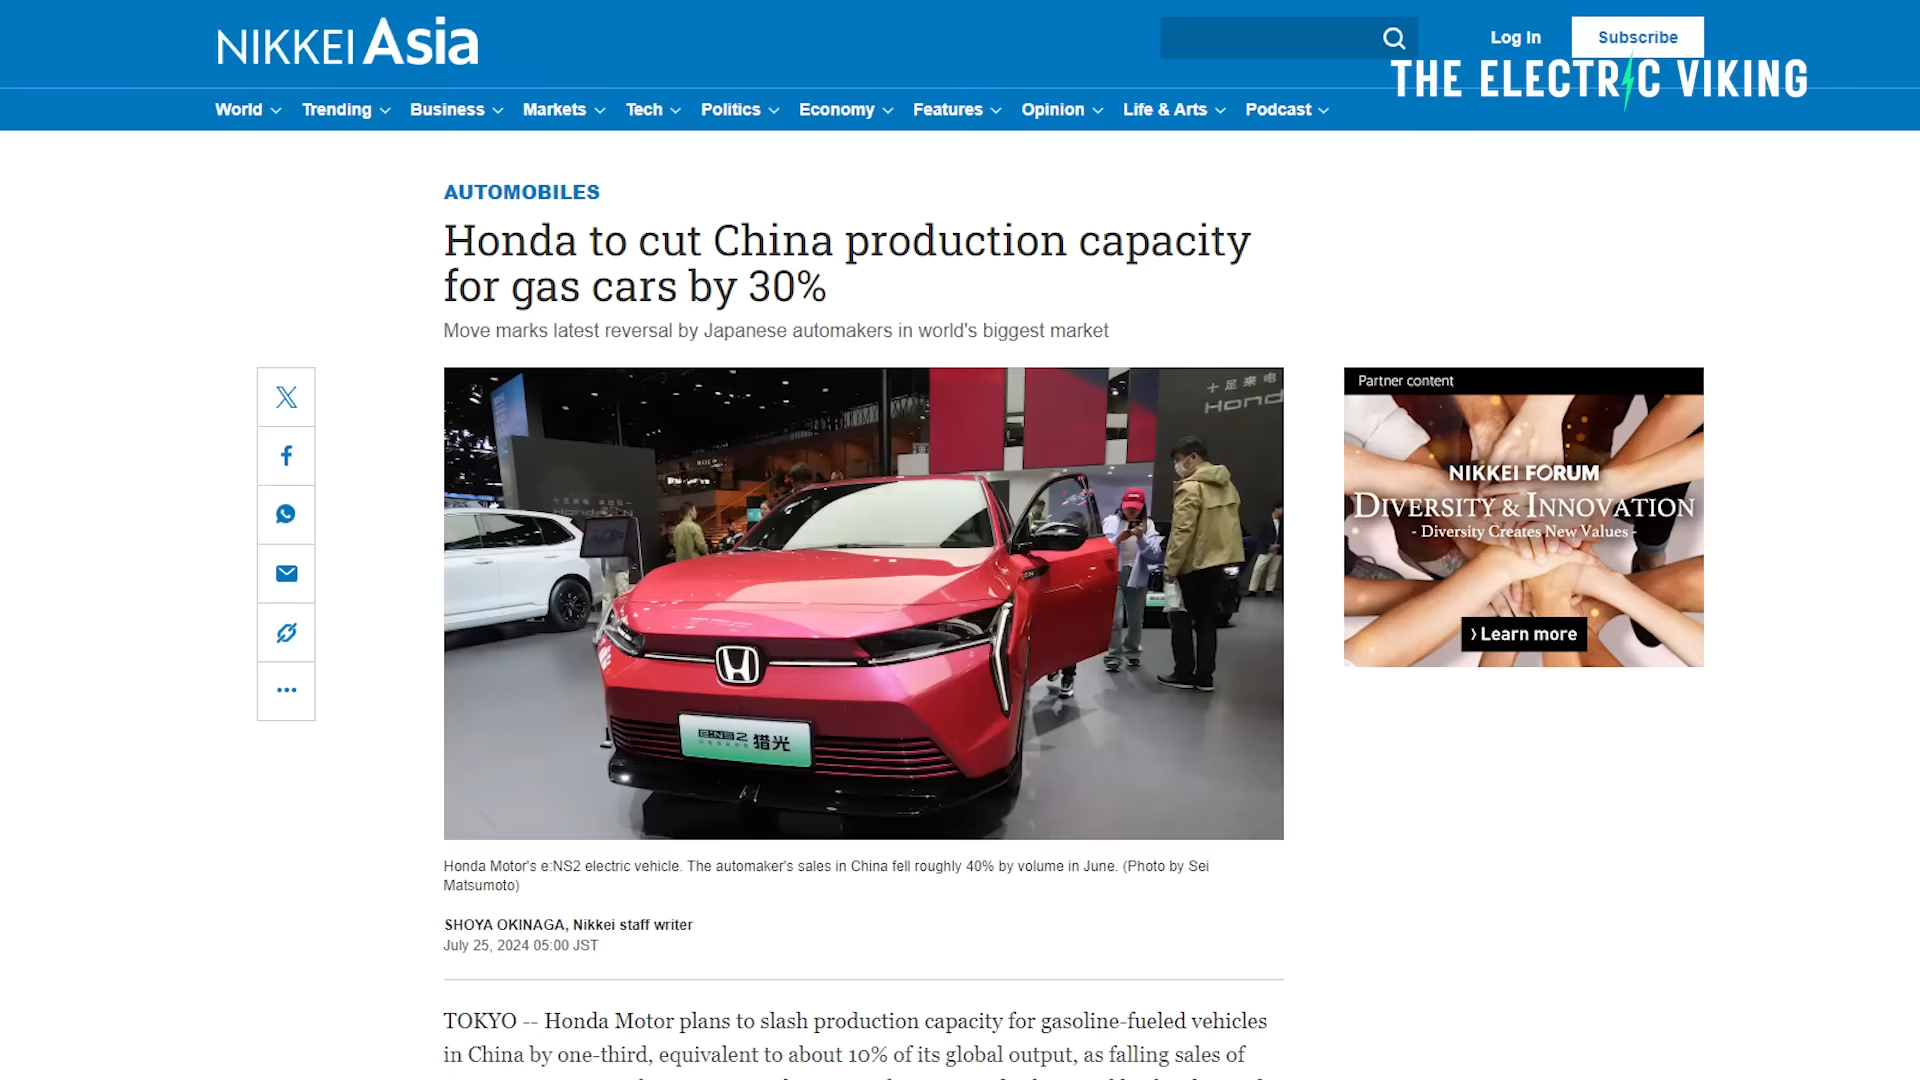 NIKKEI Asia
Log In
Subscribe
THE ELECTRIC VIKING
World
Trending
Business
Markets
Tech
Politics
Economy
Features
Opinion
Life & Arts
Podcast
AUTOMOBILES
Honda to cut China production capacity
for gas cars by 30%
Move marks latest reversal by Japanese automakers in world's biggest market
十足来电
Hond
e:NS2 猎光
Partner content
NIKKEI FORUM
DIVERSITY & INNOVATION
- Diversity Creates New Values -
Learn more
Honda Motor's e:NS2 electric vehicle. The automaker's sales in China fell roughly 40% by volume in June. (Photo by Sei
Matsumoto)
SHOYA OKINAGA, Nikkei staff writer
July 25, 2024 05:00 JST
TOKYO -- Honda Motor plans to slash production capacity for gasoline-fueled vehicles
in China by one-third, equivalent to about 10% of its global output, as falling sales of